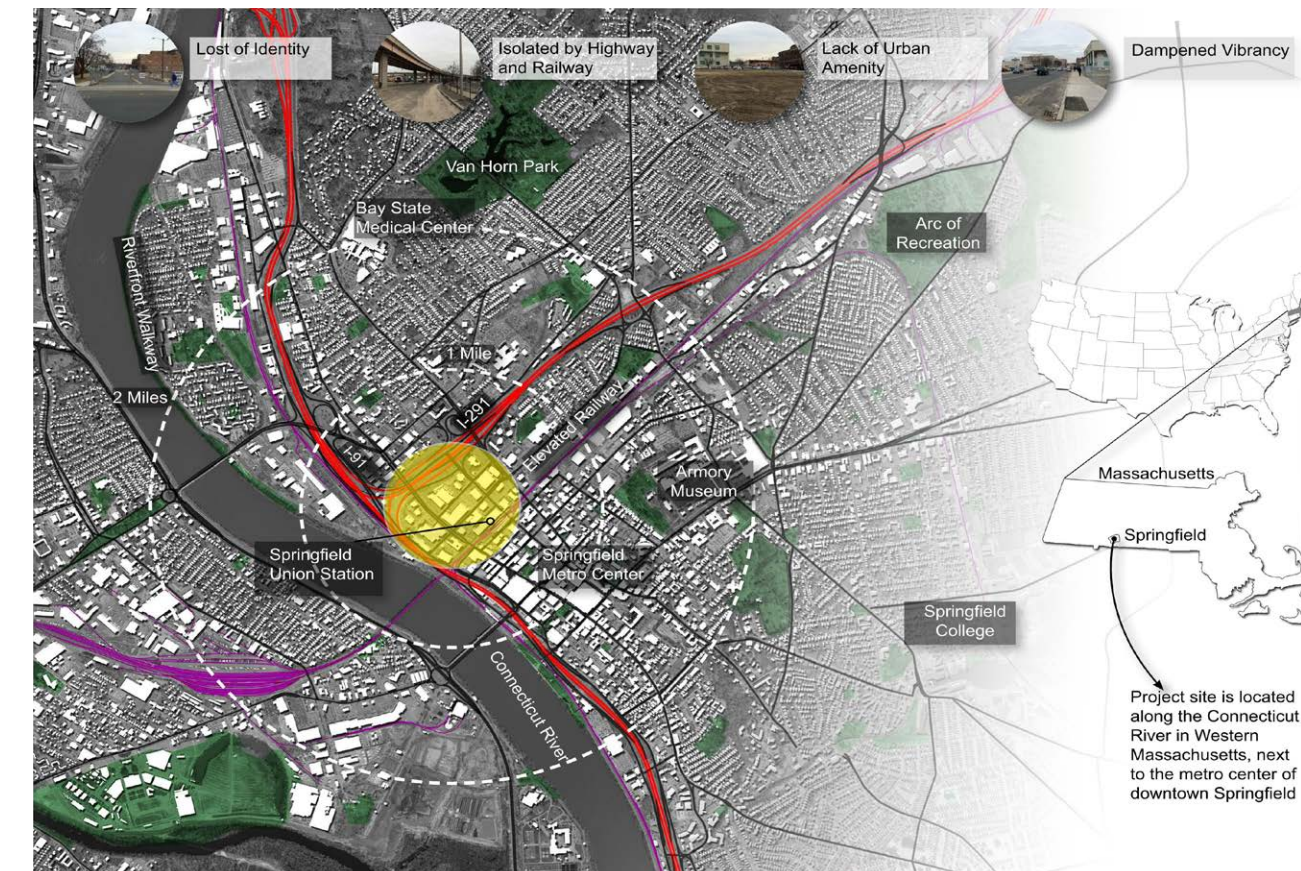 Lost of Identity
Isolated by Highway
and Railway
Lack of Urban
Amenity
Dampened Vibrancy
Van Horn Park
Bay State
Medical Center
Arc of
Recreation
Riverfront Walkway
1 Mile
2 Miles
I-291
I-91
Elevated Railway
Armory
Museum
Massachusetts
Springfield
Springfield
Union Station
Springfield
Metro Center
Springfield
College
Connecticut River
Project site is located
along the Connecticut
River in Western
Massachusetts, next
to the metro center of
downtown Springfield